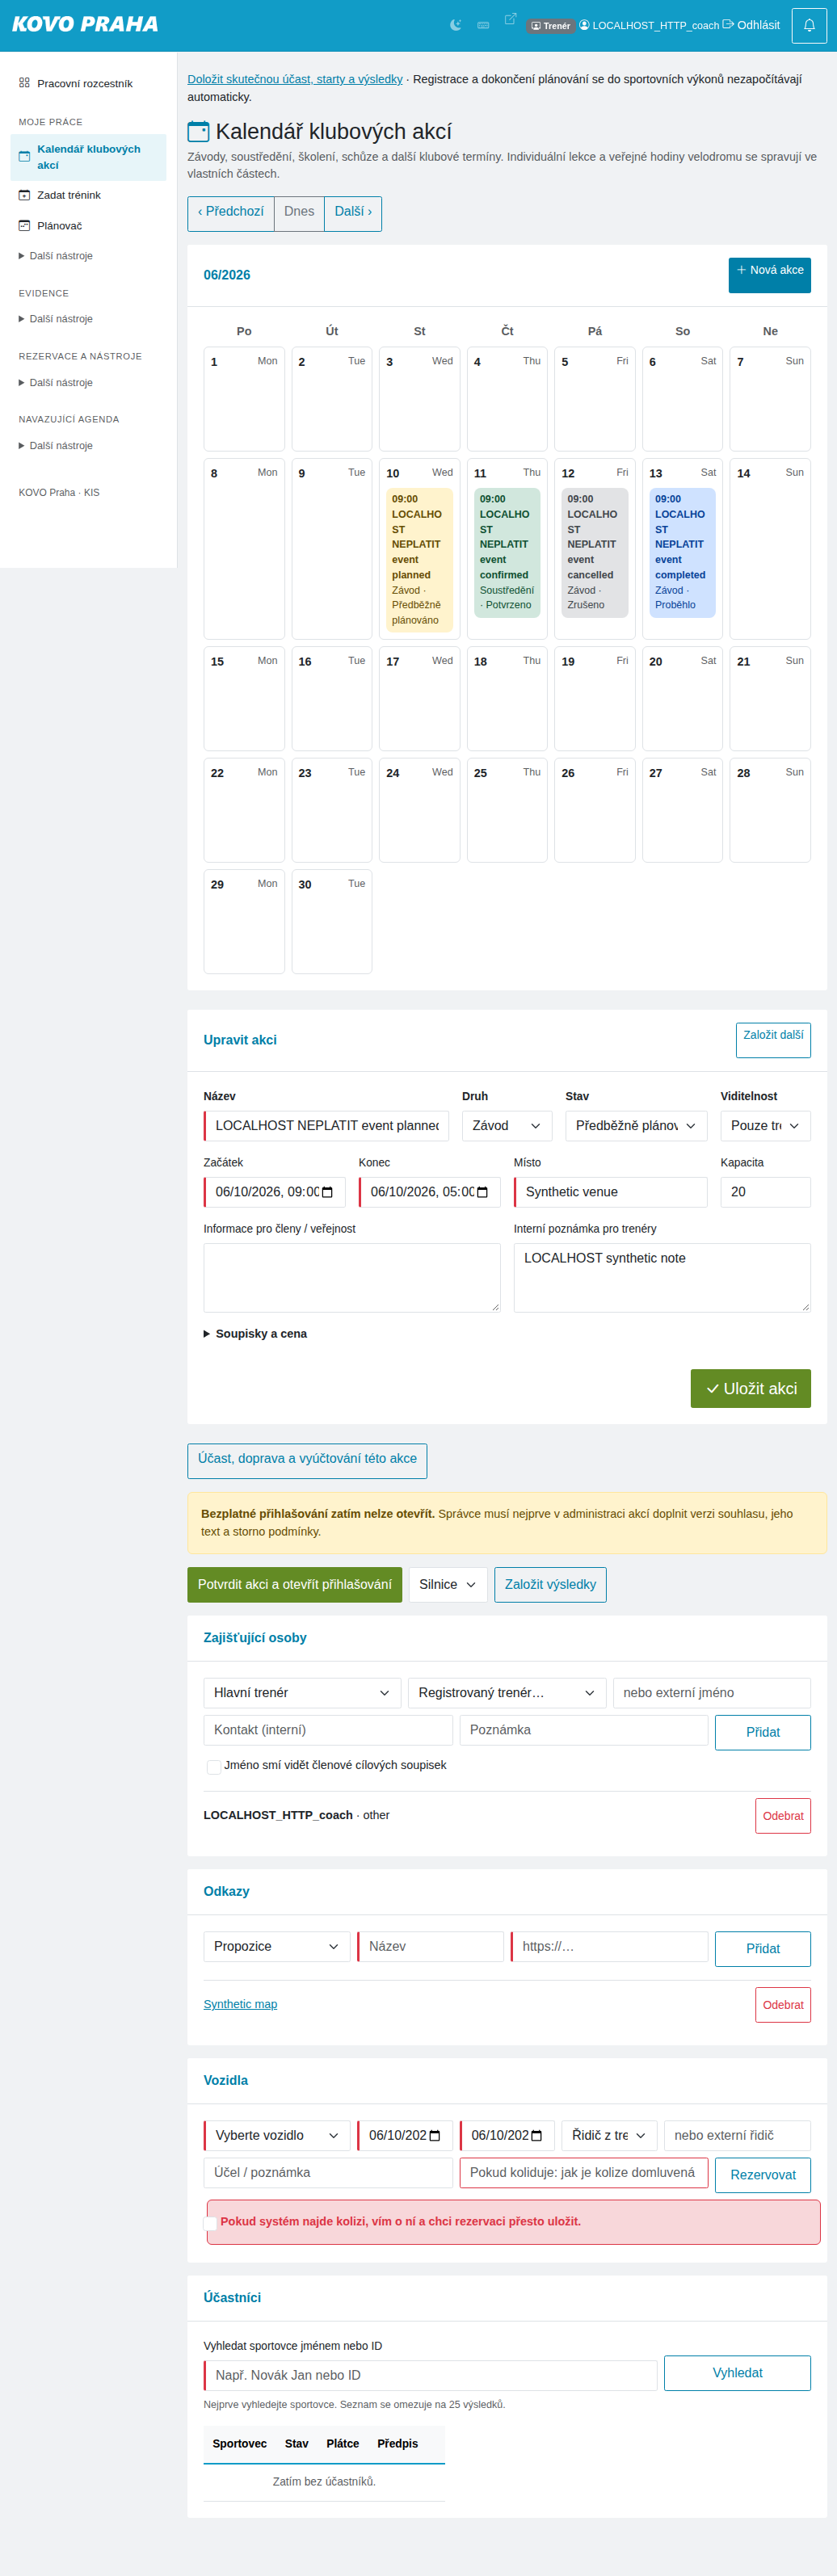 KOVO PRAHA
Trenér
LOCALHOST_HTTP_coach
Odhlásit
Pracovní rozcestník
MOJE PRÁCE
Kalendář klubových
akcí
Zadat trénink
Plánovač
Další nástroje
EVIDENCE
Další nástroje
REZERVACE A NÁSTROJE
Další nástroje
NAVAZUJÍCÍ AGENDA
Další nástroje
KOVO Praha · KIS
Doložit skutečnou účast, starty a výsledky · Registrace a dokončení plánování se do sportovních výkonů nezapočítávají
automaticky.
Kalendář klubových akcí
Závody, soustředění, školení, schůze a další klubové termíny. Individuální lekce a veřejné hodiny velodromu se spravují ve
vlastních částech.
‹ Předchozí Dnes Další ›
06/2026
Nová akce
Po Út St Čt Pá So Ne
1 Mon 2 Tue 3 Wed 4 Thu 5 Fri 6 Sat 7 Sun
8 Mon 9 Tue 10 Wed 11 Thu 12 Fri 13 Sat 14 Sun
09:00
LOCALHO
ST
NEPLATIT
event
planned
Závod ·
Předběžně
plánováno
09:00
LOCALHO
ST
NEPLATIT
event
confirmed
Soustředění
· Potvrzeno
09:00
LOCALHO
ST
NEPLATIT
event
cancelled
Závod ·
Zrušeno
09:00
LOCALHO
ST
NEPLATIT
event
completed
Závod ·
Proběhlo
15 Mon 16 Tue 17 Wed 18 Thu 19 Fri 20 Sat 21 Sun
22 Mon 23 Tue 24 Wed 25 Thu 26 Fri 27 Sat 28 Sun
29 Mon 30 Tue
Upravit akci
Založit další
Název Druh Stav Viditelnost
LOCALHOST NEPLATIT event planned Závod Předběžně plánov Pouze tre
Začátek Konec Místo Kapacita
06/10/2026, 09:00 06/10/2026, 05:00 Synthetic venue 20
Informace pro členy / veřejnost Interní poznámka pro trenéry
LOCALHOST synthetic note
Soupisky a cena
Uložit akci
Účast, doprava a vyúčtování této akce
Bezplatné přihlašování zatím nelze otevřít. Správce musí nejprve v administraci akcí doplnit verzi souhlasu, jeho
text a storno podmínky.
Potvrdit akci a otevřít přihlašování Silnice Založit výsledky
Zajišťující osoby
Hlavní trenér Registrovaný trenér… nebo externí jméno
Kontakt (interní) Poznámka Přidat
Jméno smí vidět členové cílových soupisek
LOCALHOST_HTTP_coach · other Odebrat
Odkazy
Propozice Název https://… Přidat
Synthetic map Odebrat
Vozidla
Vyberte vozidlo 06/10/202 06/10/202 Řidič z tre nebo externí řidič
Účel / poznámka Pokud koliduje: jak je kolize domluvená Rezervovat
Pokud systém najde kolizi, vím o ní a chci rezervaci přesto uložit.
Účastníci
Vyhledat sportovce jménem nebo ID
Např. Novák Jan nebo ID Vyhledat
Nejprve vyhledejte sportovce. Seznam se omezuje na 25 výsledků.
Sportovec Stav Plátce Předpis
Zatím bez účastníků.